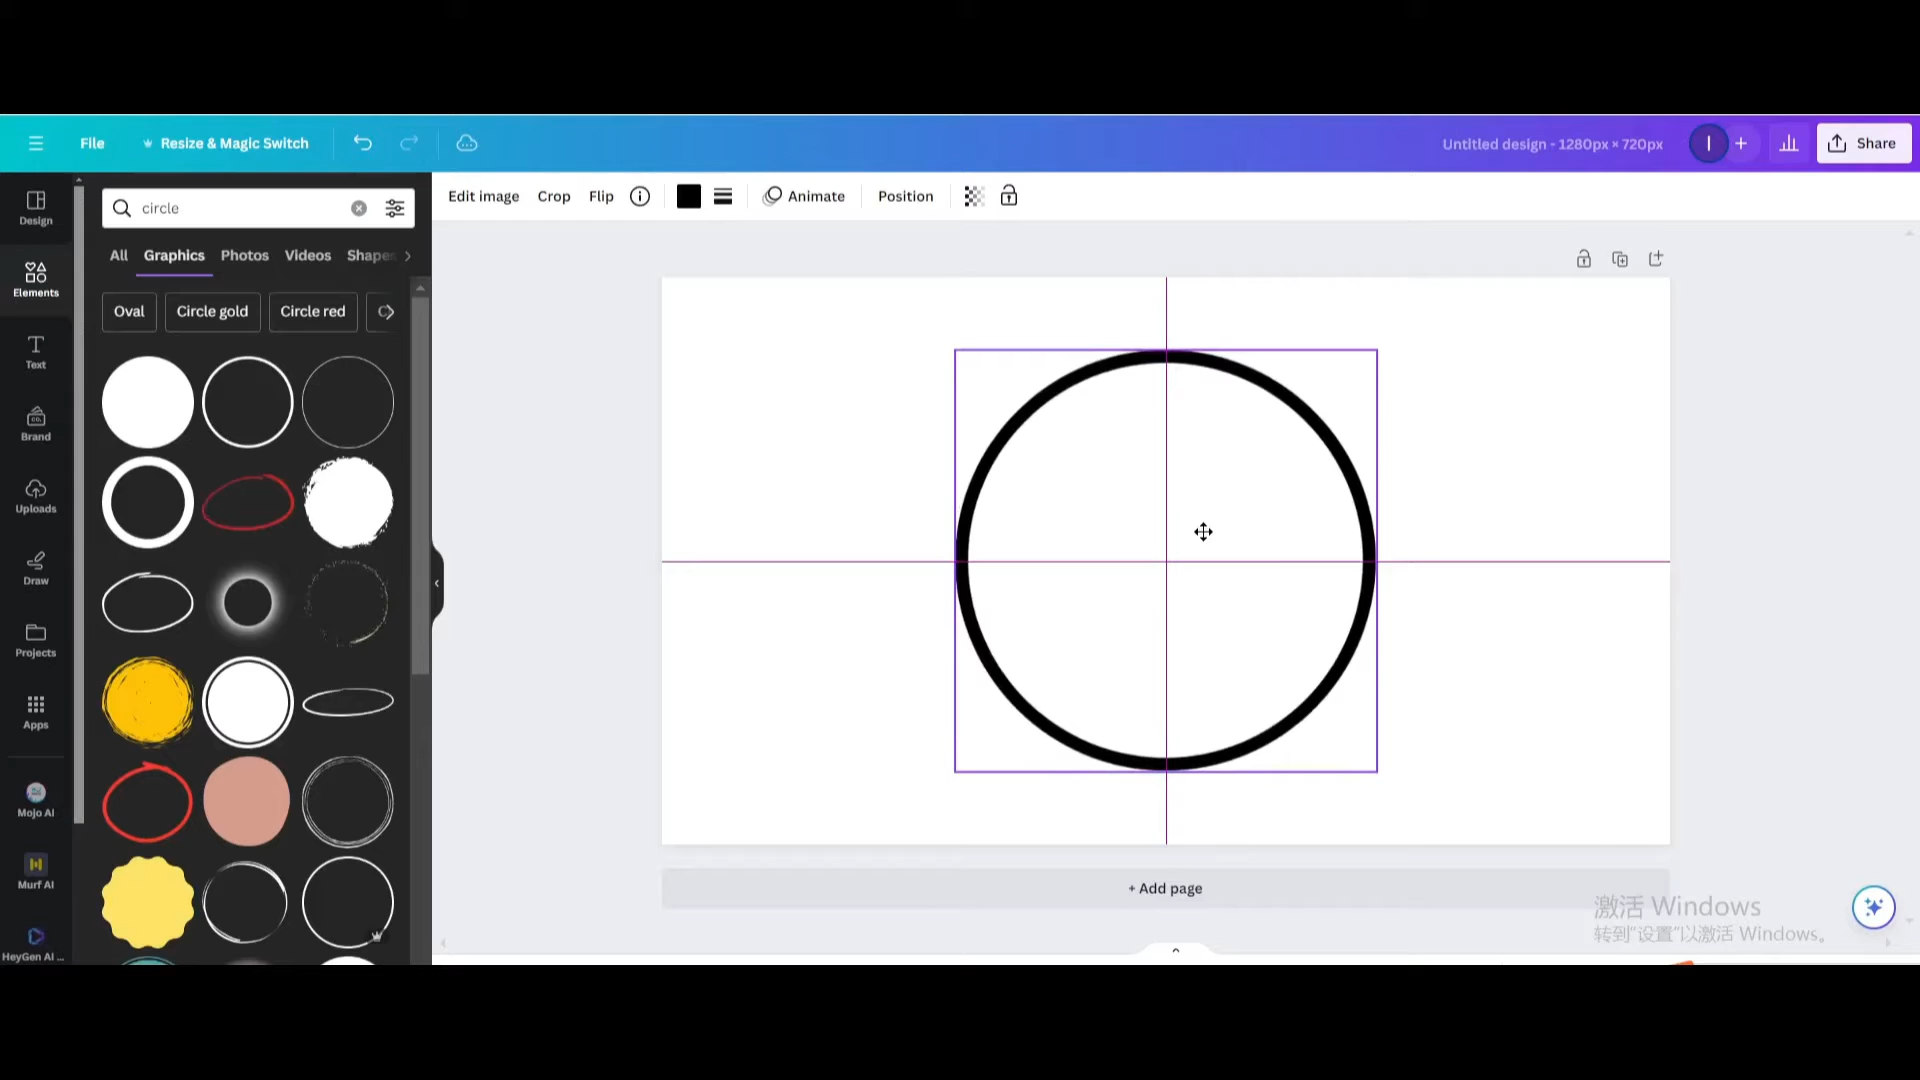 File
Resize & Magic Switch
Untitled design - 1280px × 720px
I
+
Share
Design
Elements
Text
Brand
Uploads
Draw
Projects
Apps
Mojo AI
Murf AI
HeyGen AI ...
circle
All
Graphics
Photos
Videos
Shapes
Oval
Circle gold
Circle red
Edit image
Crop
Flip
Animate
Position
+ Add page
激活 Windows
转到"设置"以激活 Windows。